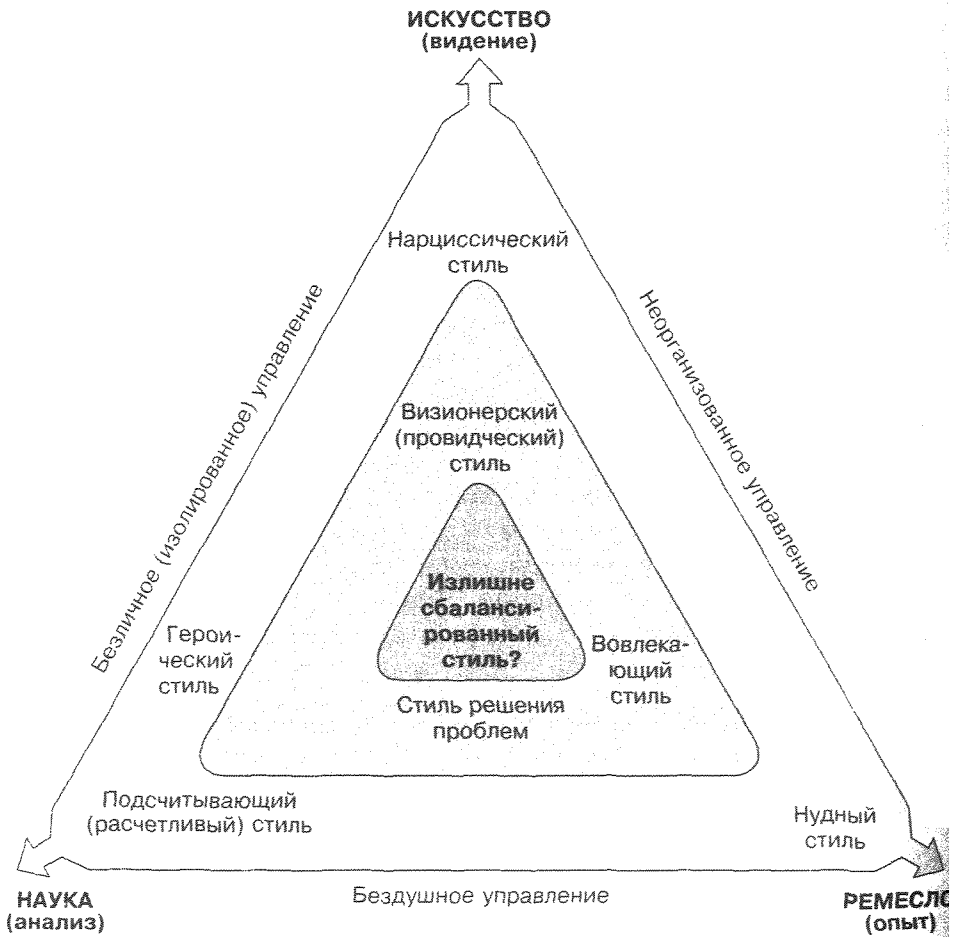 ИСКУССТВО
(видение)
Нарциссический
стиль
Безличное (изолированное) управление
Неорганизованное управление
Визионерский
(провидческий)
стиль
Излишне
сбаланси-
рованный
стиль?
Герои-
ческий
стиль
Вовлека-
ющий
стиль
Стиль решения
проблем
Подсчитывающий
(расчетливый) стиль
Нудный
стиль
Бездушное управление
НАУКА
(анализ)
РЕМЕСЛО
(опыт)